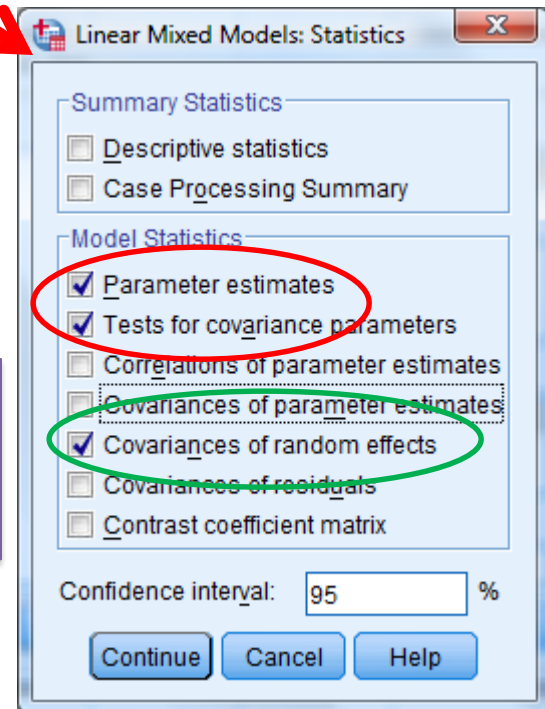 Linear Mixed Models: Statistics
Summary Statistics
Descriptive statistics
Case Processing Summary
Model Statistics
Parameter estimates
Tests for covariance parameters
Correlations of parameter estimates
Covariances of parameter estimates
Covariances of random effects
Covariances of residuals
Contrast coefficient matrix
Confidence interval: 95 %
Continue Cancel Help